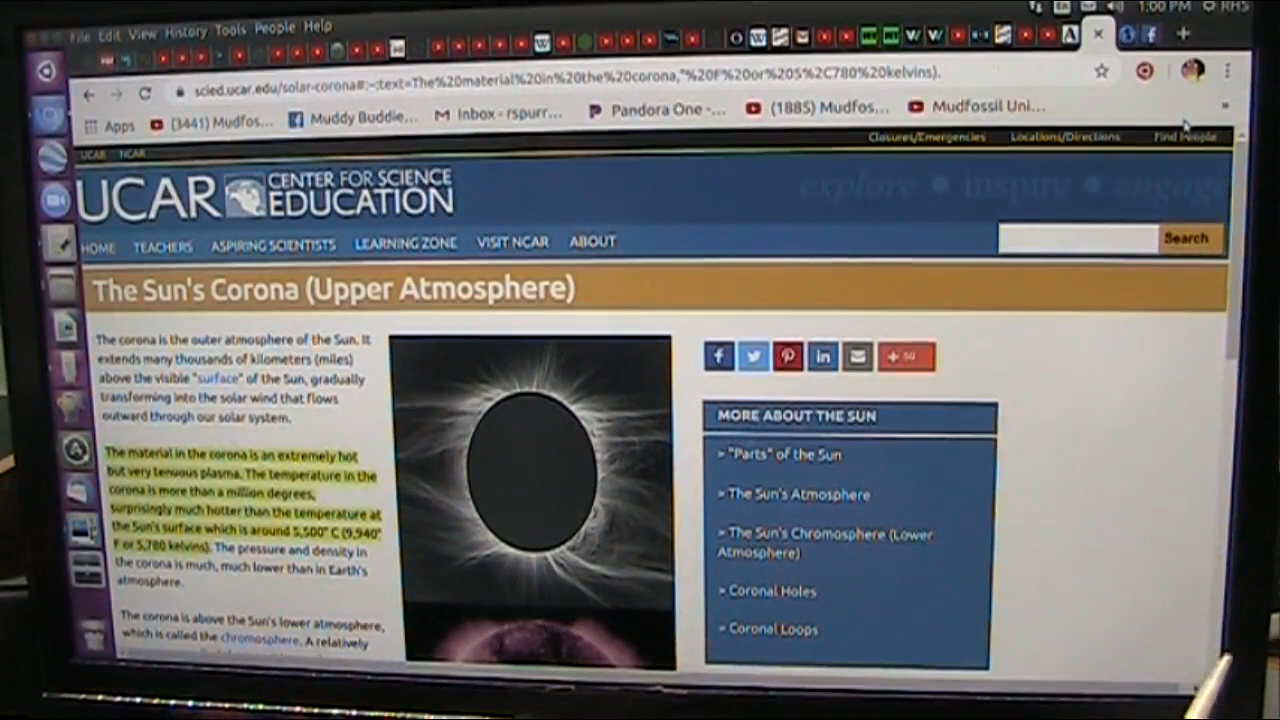 File Edit View History Tools People Help
1:00 PM RHS
scied.ucar.edu/solar-corona#:~:text=The%20material%20in%20the%20corona,"%20F%20or%205%2C780%20kelvins).
Apps (3441) Mudfos... Muddy Buddie... Inbox - rspurr... Pandora One -... (1885) Mudfos... Mudfossil Uni...
UCAR NCAR Closures/Emergencies Locations/Directions Find People
UCAR CENTER FOR SCIENCE
EDUCATION
explore • inspire • engage
HOME TEACHERS ASPIRING SCIENTISTS LEARNING ZONE VISIT NCAR ABOUT
Search
The Sun's Corona (Upper Atmosphere)
The corona is the outer atmosphere of the Sun. It
extends many thousands of kilometers (miles)
above the visible "surface" of the Sun, gradually
transforming into the solar wind that flows
outward through our solar system.
The material in the corona is an extremely hot
but very tenuous plasma. The temperature in the
corona is more than a million degrees,
surprisingly much hotter than the temperature at
the Sun's surface which is around 5,500° C (9,940°
F or 5,780 kelvins). The pressure and density in
the corona is much, much lower than in Earth's
atmosphere.
The corona is above the Sun's lower atmosphere,
which is called the chromosphere. A relatively
50
MORE ABOUT THE SUN
» "Parts" of the Sun
» The Sun's Atmosphere
» The Sun's Chromosphere (Lower
Atmosphere)
» Coronal Holes
» Coronal Loops